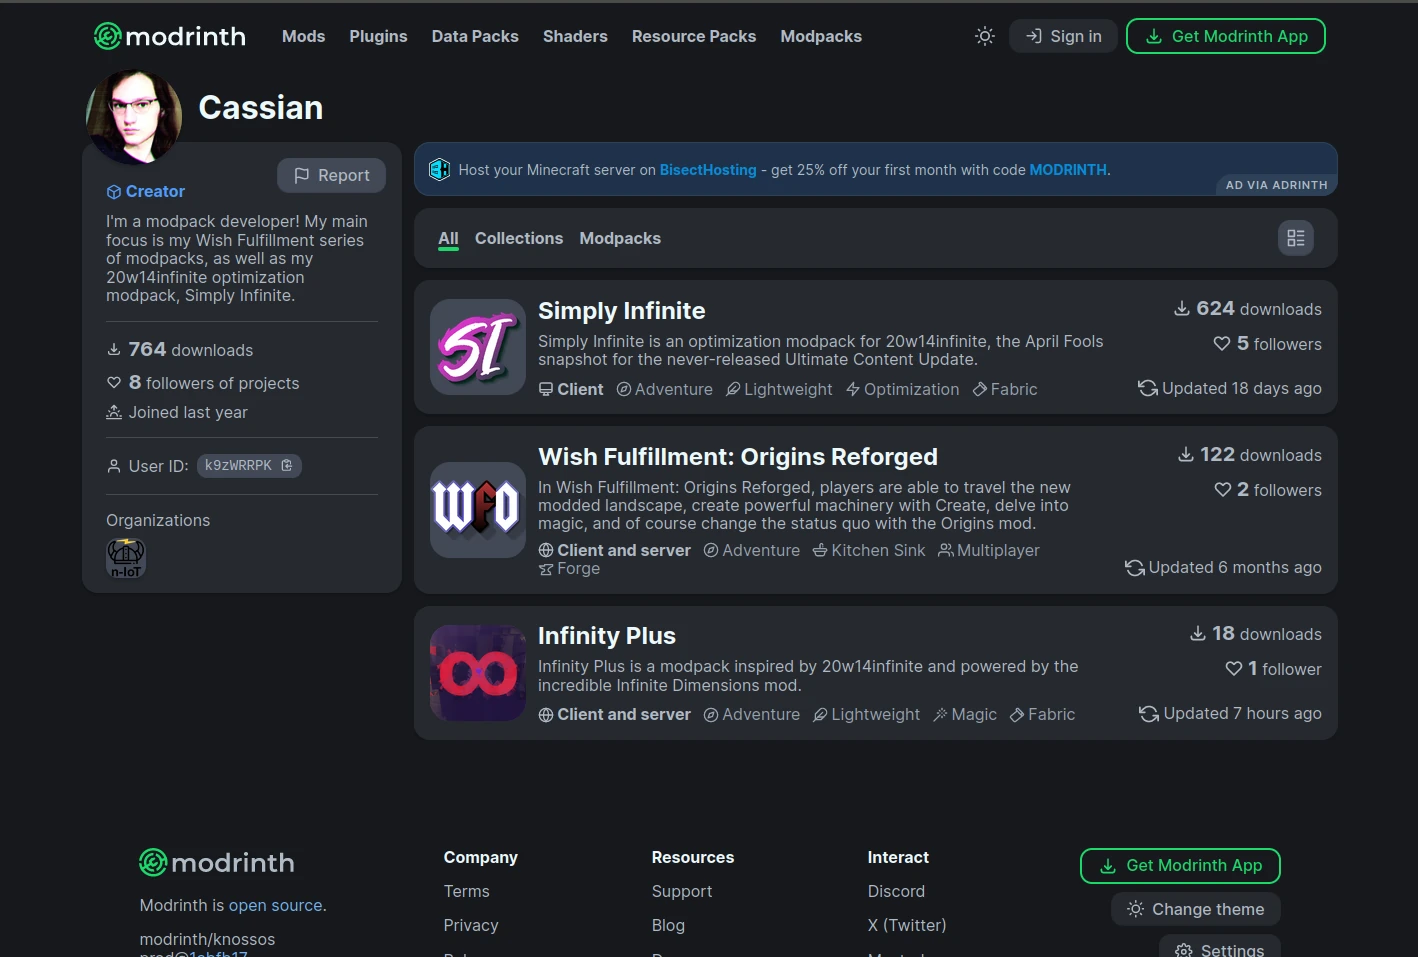 modrinth
Mods
Plugins
Data Packs
Shaders
Resource Packs
Modpacks
Sign in
Get Modrinth App
Cassian
Report
Creator
I'm a modpack developer! My main
focus is my Wish Fulfillment series
of modpacks, as well as my
20w14infinite optimization
modpack, Simply Infinite.
764 downloads
8 followers of projects
Joined last year
User ID: k9zWRRPK
Organizations
n-IoT
Host your Minecraft server on BisectHosting - get 25% off your first month with code MODRINTH.
AD VIA ADRINTH
All
Collections
Modpacks
SI
Simply Infinite
Simply Infinite is an optimization modpack for 20w14infinite, the April Fools
snapshot for the never-released Ultimate Content Update.
Client Adventure Lightweight Optimization Fabric
624 downloads
5 followers
Updated 18 days ago
WFO
Wish Fulfillment: Origins Reforged
In Wish Fulfillment: Origins Reforged, players are able to travel the new
modded landscape, create powerful machinery with Create, delve into
magic, and of course change the status quo with the Origins mod.
Client and server Adventure Kitchen Sink Multiplayer
Forge
122 downloads
2 followers
Updated 6 months ago
Infinity Plus
Infinity Plus is a modpack inspired by 20w14infinite and powered by the
incredible Infinite Dimensions mod.
Client and server Adventure Lightweight Magic Fabric
18 downloads
1 follower
Updated 7 hours ago
modrinth
Modrinth is open source.
modrinth/knossos
Company
Terms
Privacy
Resources
Support
Blog
Interact
Discord
X (Twitter)
Get Modrinth App
Change theme
Settings